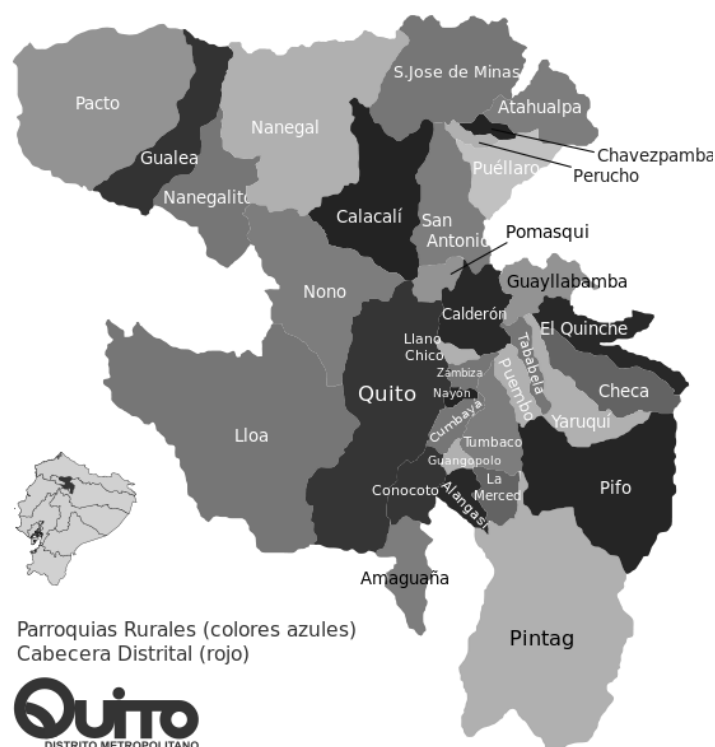 S.Jose de Minas
Pacto
Atahualpa
Nanegal
Chavezpamba
Gualea
Puéllaro
Perucho
Nanegalito
Calacalí
San
Antonio
Pomasqui
Guayllabamba
Nono
Calderón
El Quinche
Llano
Chico
Tababela
Zámbiza
Puembo
Quito
Nayón
Checa
Cumbaya
Yaruquí
Lloa
Tumbaco
Guangopolo
La
Merced
Conocoto
Alangasi
Pifo
Amaguaña
Pintag
Parroquias Rurales (colores azules)
Cabecera Distrital (rojo)
Quito
DISTRITO METROPOLITANO